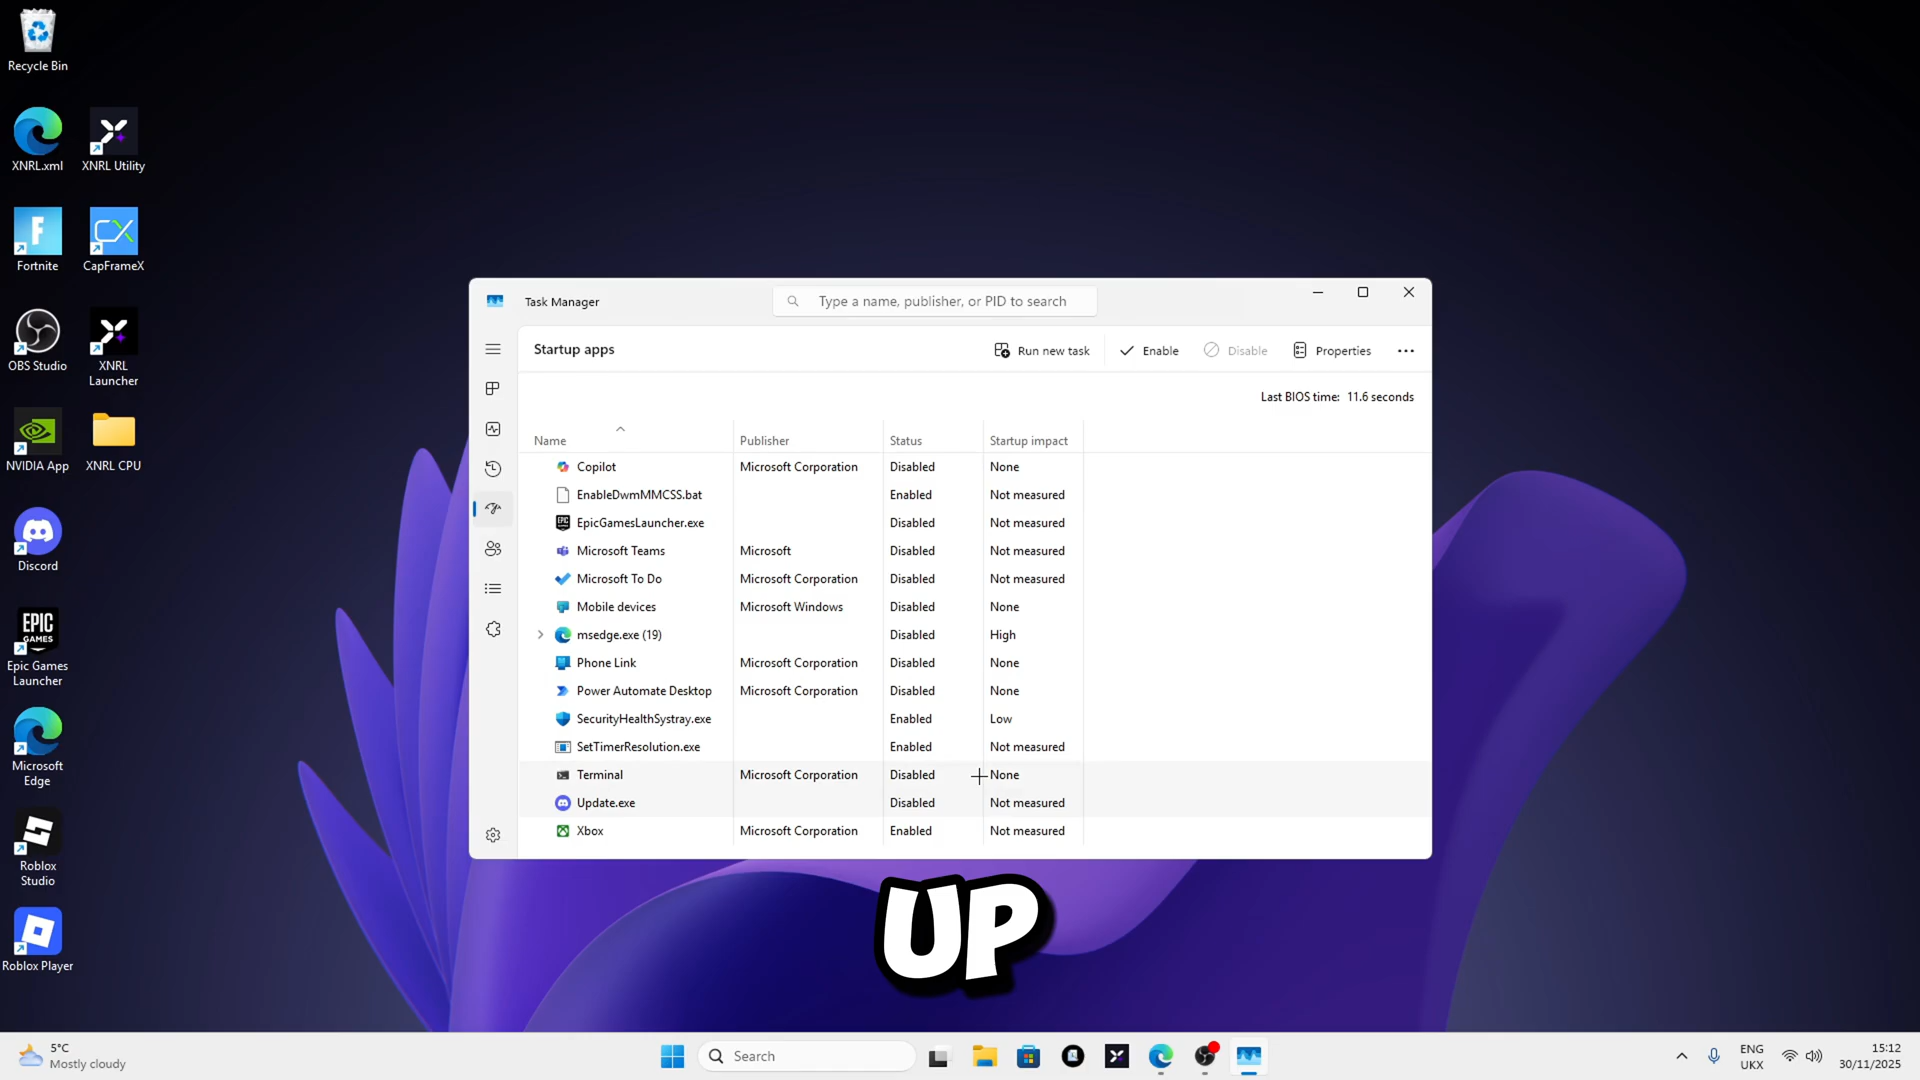 Recycle Bin
XNRL.xml
XNRL Utility
Fortnite
CapFrameX
OBS Studio
XNRL
Launcher
NVIDIA App
XNRL CPU
Discord
EPIC
GAMES
Epic Games
Launcher
Microsoft
Edge
Roblox
Studio
Roblox Player
Task Manager
Type a name, publisher, or PID to search
Startup apps
Run new task
Enable
Disable
Properties
Last BIOS time: 11.6 seconds
Name Publisher Status Startup impact
Copilot Microsoft Corporation Disabled None
EnableDwmMMCSS.bat Enabled Not measured
EpicGamesLauncher.exe Disabled Not measured
Microsoft Teams Microsoft Disabled Not measured
Microsoft To Do Microsoft Corporation Disabled Not measured
Mobile devices Microsoft Windows Disabled None
msedge.exe (19) Disabled High
Phone Link Microsoft Corporation Disabled None
Power Automate Desktop Microsoft Corporation Disabled None
SecurityHealthSystray.exe Enabled Low
SetTimerResolution.exe Enabled Not measured
Terminal Microsoft Corporation Disabled None
Update.exe Disabled Not measured
Xbox Microsoft Corporation Enabled Not measured
UP
5°C
Mostly cloudy
Search
ENG
UKX
15:12
30/11/2025